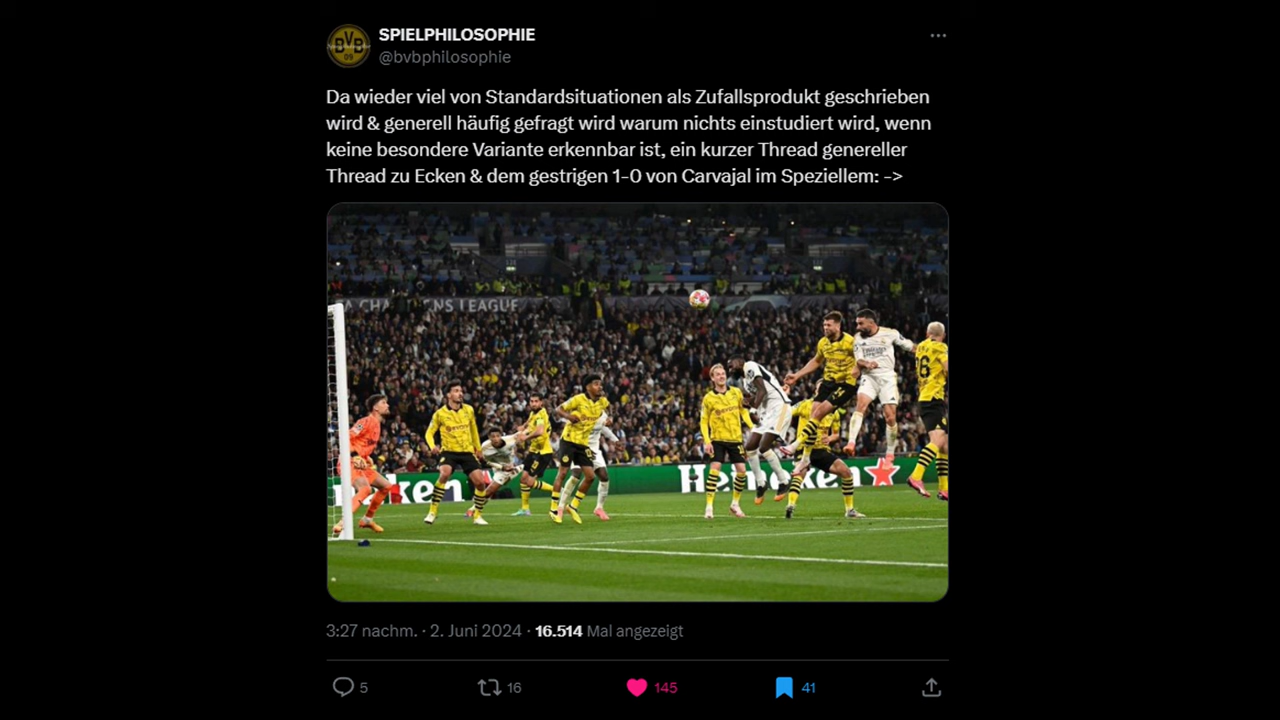 SPIELPHILOSOPHIE
@bvbphilosophie
Da wieder viel von Standardsituationen als Zufallsprodukt geschrieben
wird & generell häufig gefragt wird warum nichts einstudiert wird, wenn
keine besondere Variante erkennbar ist, ein kurzer Thread genereller
Thread zu Ecken & dem gestrigen 1-0 von Carvajal im Speziellem: ->
BVB
09
LEAGUE
Heineken
3:27 nachm. · 2. Juni 2024 · 16.514 Mal angezeigt
5 16 145 41